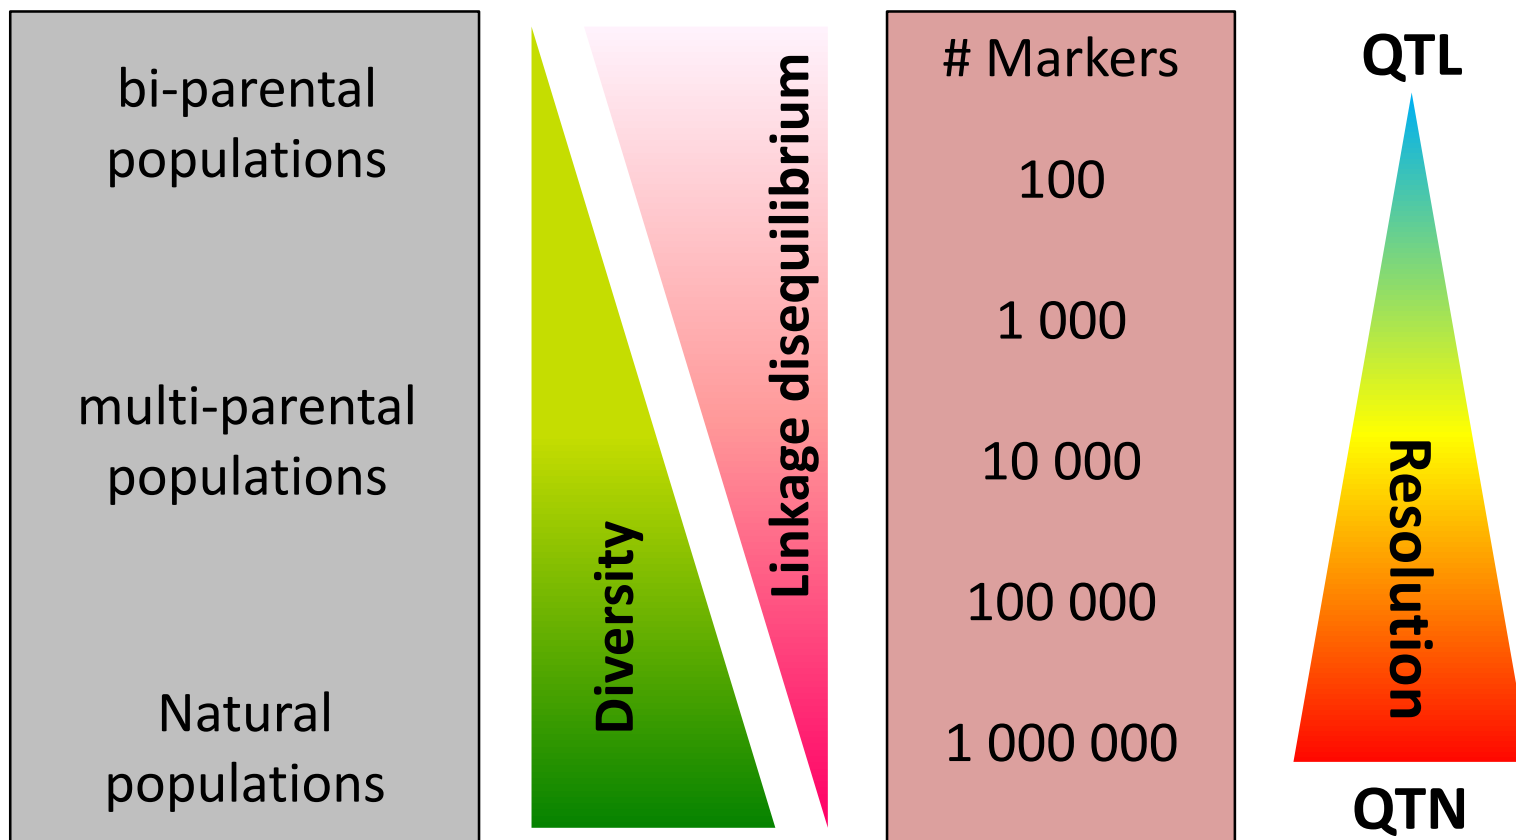 bi-parental
populations
multi-parental
populations
Natural
populations
Diversity
Linkage disequilibrium
# Markers
100
1 000
10 000
100 000
1 000 000
QTL
Resolution
QTN